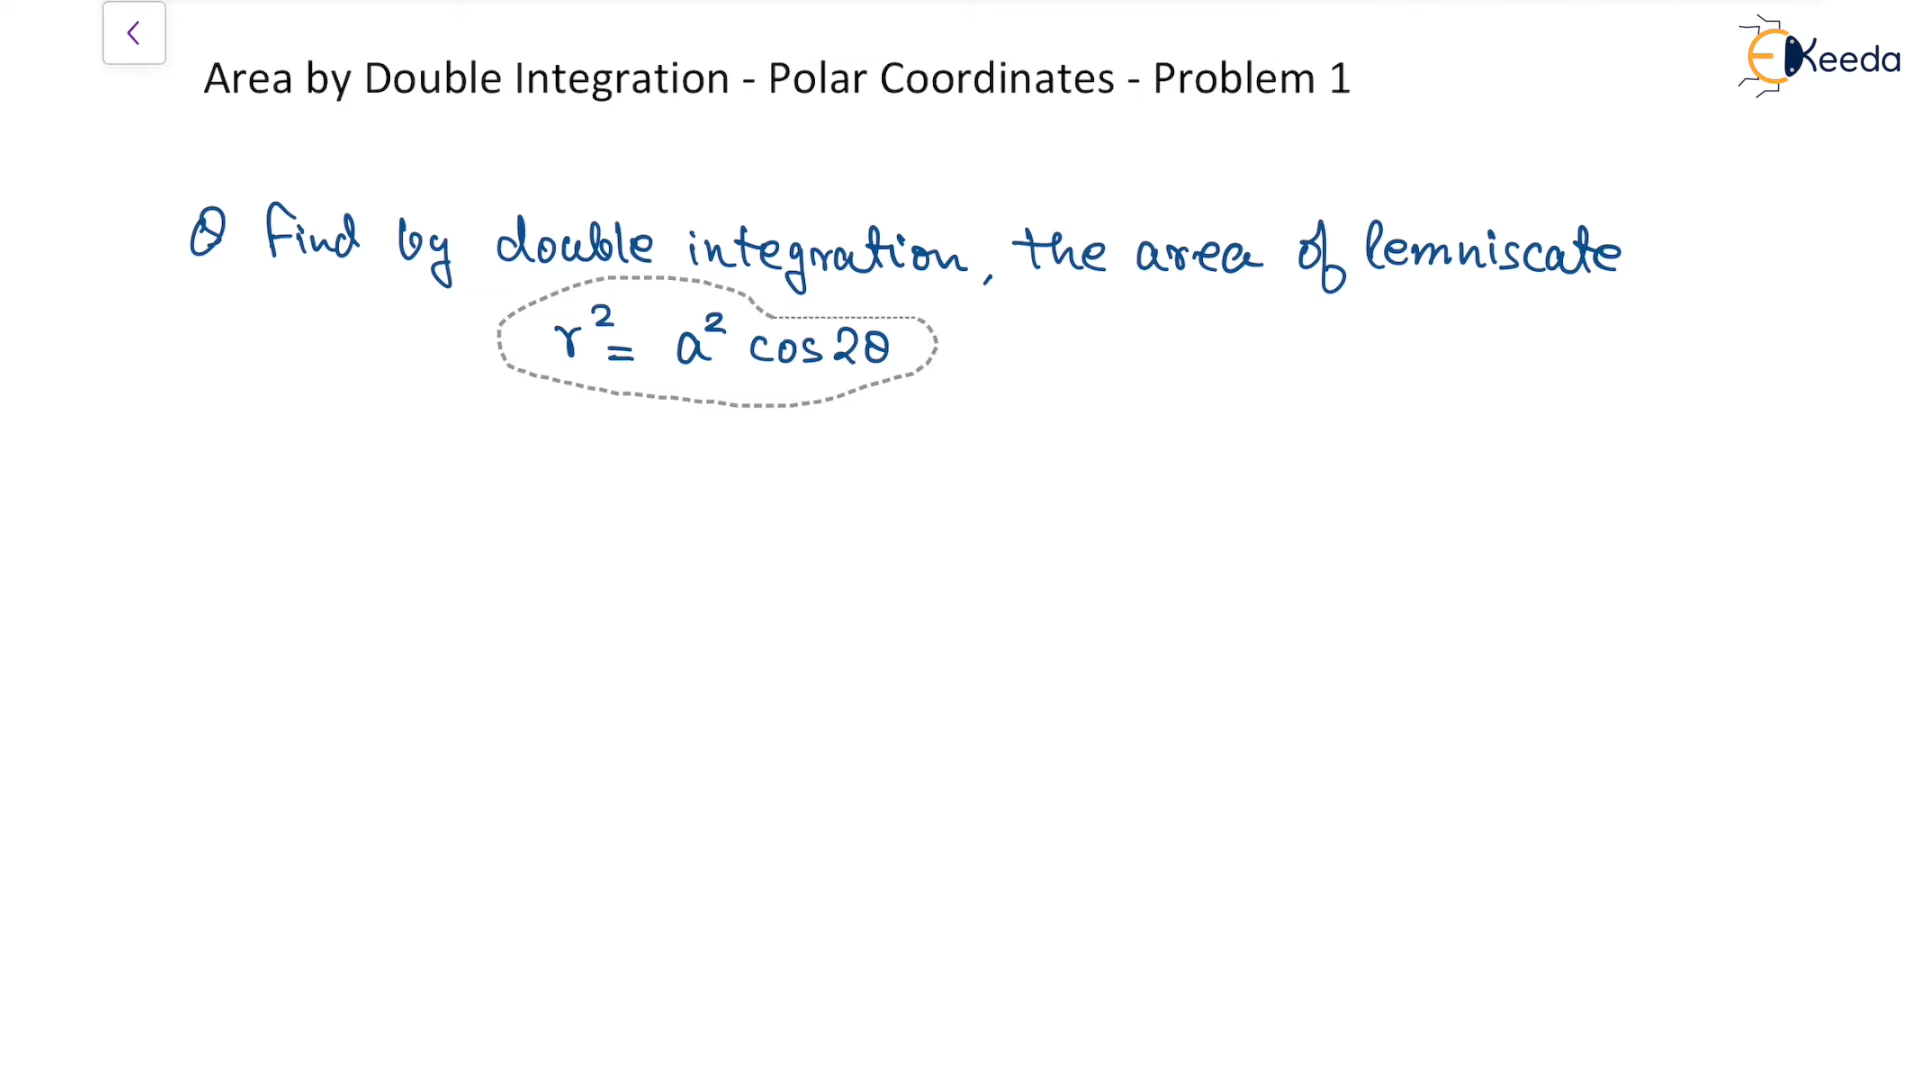 Area by Double Integration - Polar Coordinates - Problem 1
EKeeda
Q Find by double integration, the area of lemniscate
r² = a² cos2θ